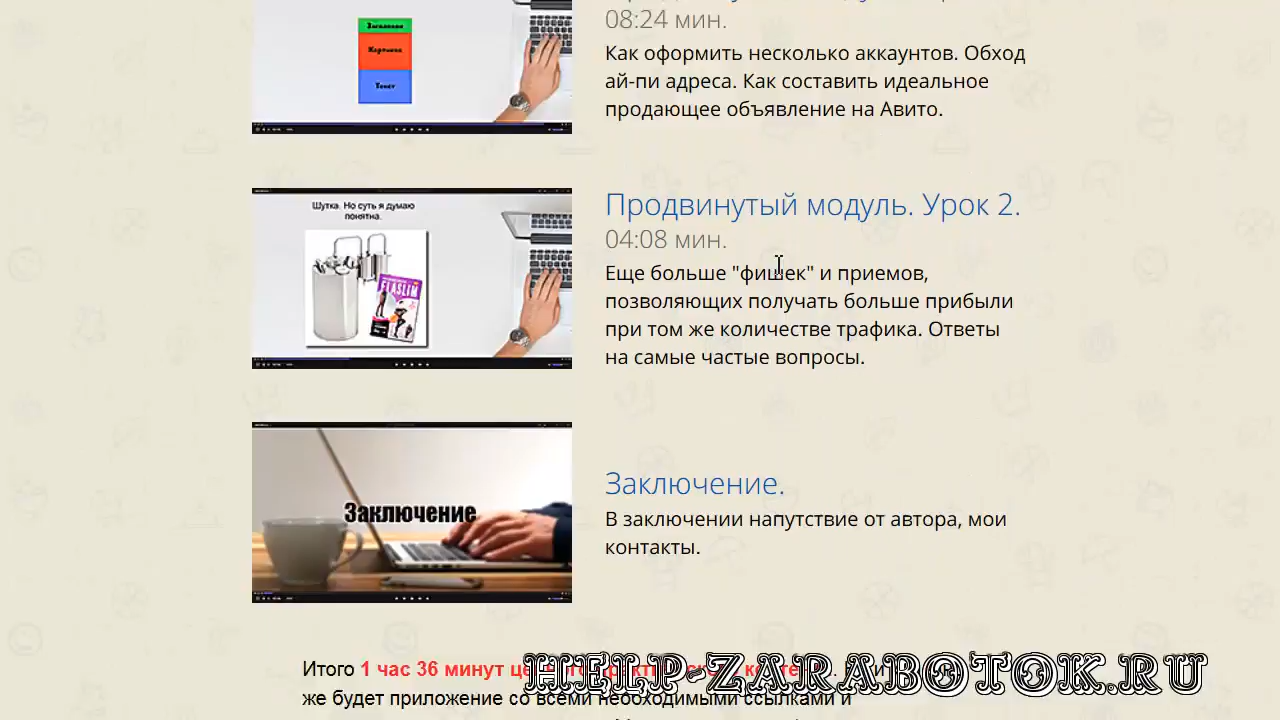 08:24 мин.
Как оформить несколько аккаунтов. Обход
ай-пи адреса. Как составить идеальное
продающее объявление на Авито.
Заголовок
Картинка
Текст
Продвинутый модуль. Урок 2.
04:08 мин.
Еще больше "фишек" и приемов,
позволяющих получать больше прибыли
при том же количестве трафика. Ответы
на самые частые вопросы.
Шутка. Но суть я думаю
понятна.
Заключение.
В заключении напутствие от автора, мои
контакты.
Заключение
Итого 1 час 36 минут
HELP-ZARABOTOK.RU
же будет приложение со всеми необходимыми ссылками и